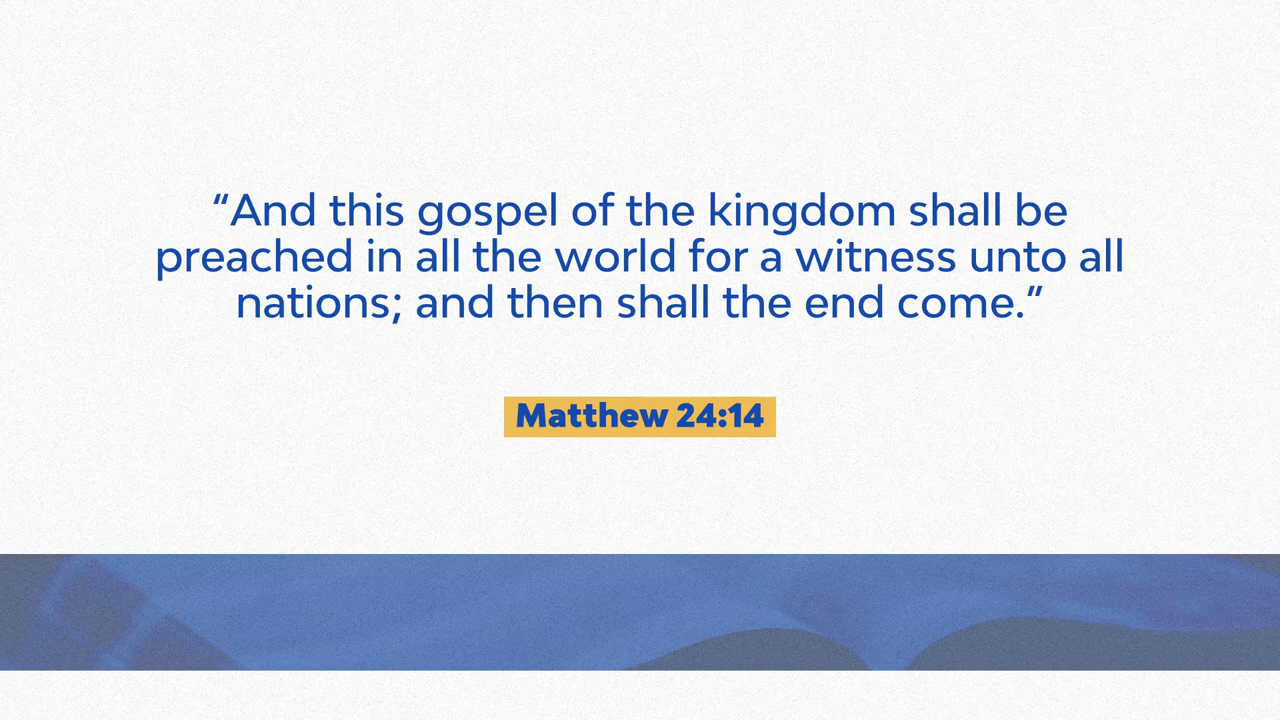 “And this gospel of the kingdom shall be
preached in all the world for a witness unto all
nations; and then shall the end come.”
Matthew 24:14